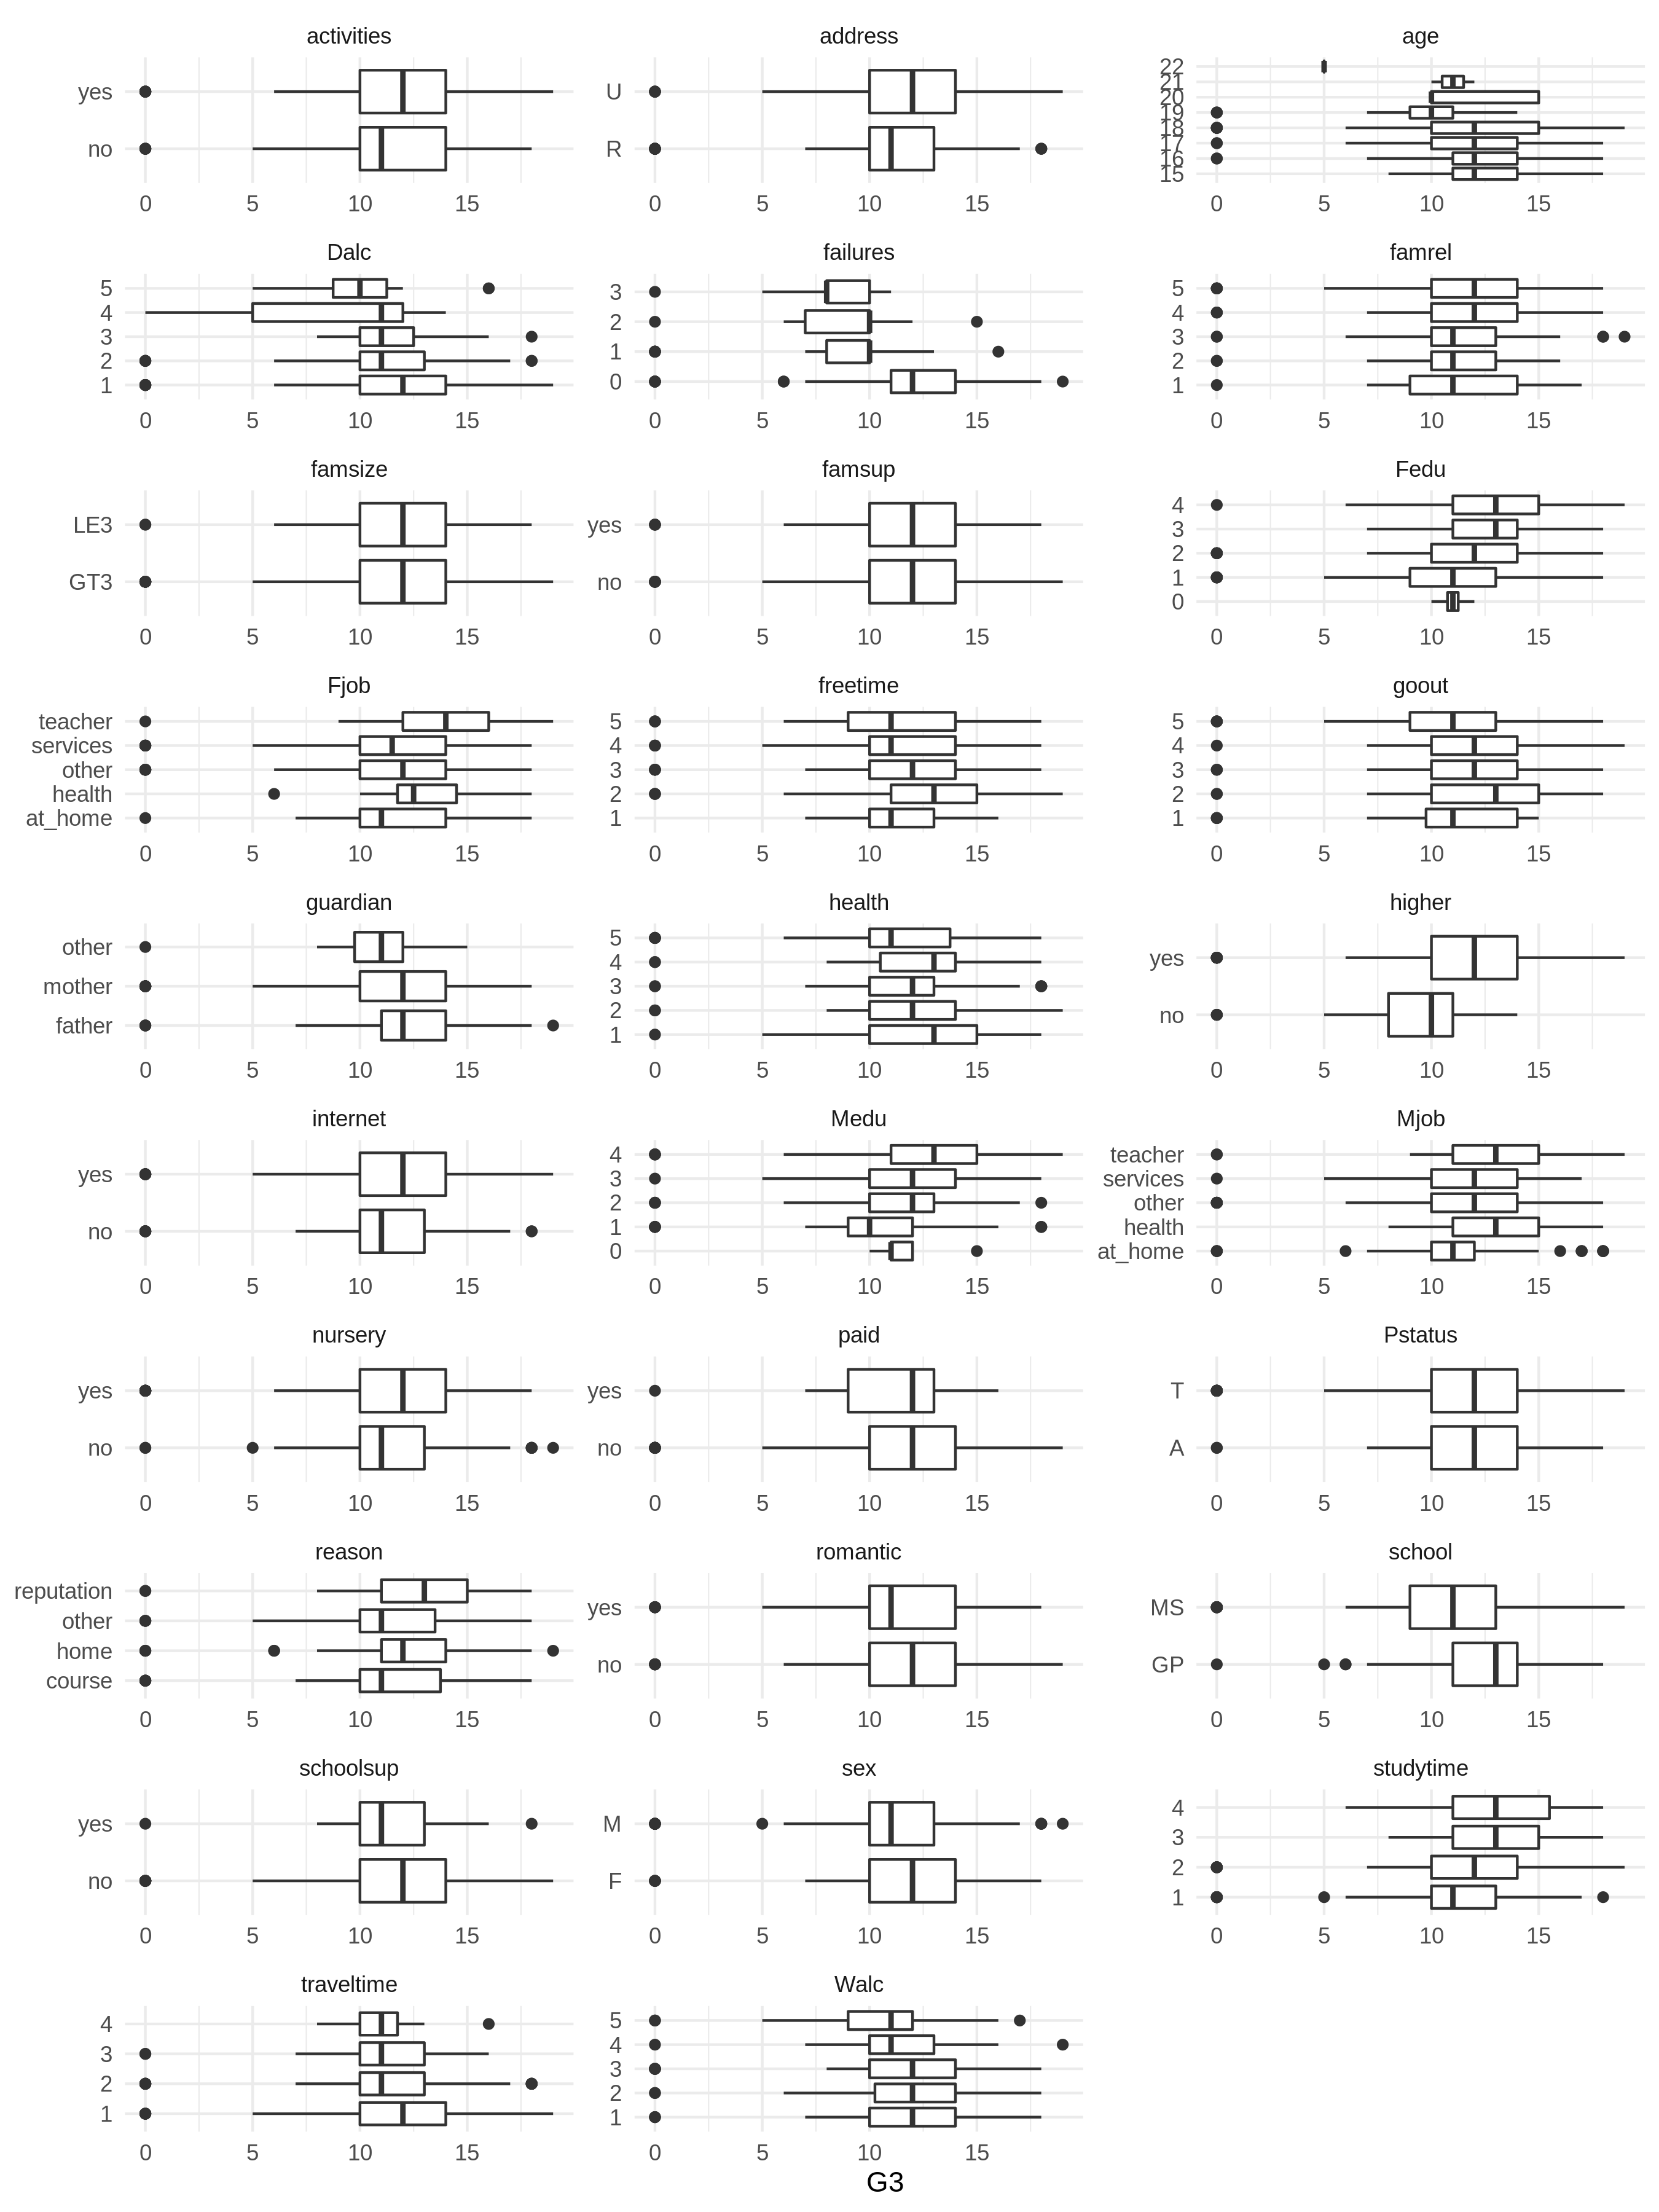 activities address age
yes
no
0 5 10 15
U
R
0 5 10 15
22
21
20
19
18
17
16
15
0 5 10 15
Dalc failures famrel
5
4
3
2
1
0 5 10 15
3
2
1
0
0 5 10 15
5
4
3
2
1
0 5 10 15
famsize famsup Fedu
LE3
GT3
0 5 10 15
yes
no
0 5 10 15
4
3
2
1
0
0 5 10 15
Fjob freetime goout
teacher
services
other
health
at_home
0 5 10 15
5
4
3
2
1
0 5 10 15
5
4
3
2
1
0 5 10 15
guardian health higher
other
mother
father
0 5 10 15
5
4
3
2
1
0 5 10 15
yes
no
0 5 10 15
internet Medu Mjob
yes
no
0 5 10 15
4
3
2
1
0
0 5 10 15
teacher
services
other
health
at_home
0 5 10 15
nursery paid Pstatus
yes
no
0 5 10 15
yes
no
0 5 10 15
T
A
0 5 10 15
reason romantic school
reputation
other
home
course
0 5 10 15
yes
no
0 5 10 15
MS
GP
0 5 10 15
schoolsup sex studytime
yes
no
0 5 10 15
M
F
0 5 10 15
4
3
2
1
0 5 10 15
traveltime Walc
4
3
2
1
0 5 10 15
5
4
3
2
1
0 5 10 15
G3